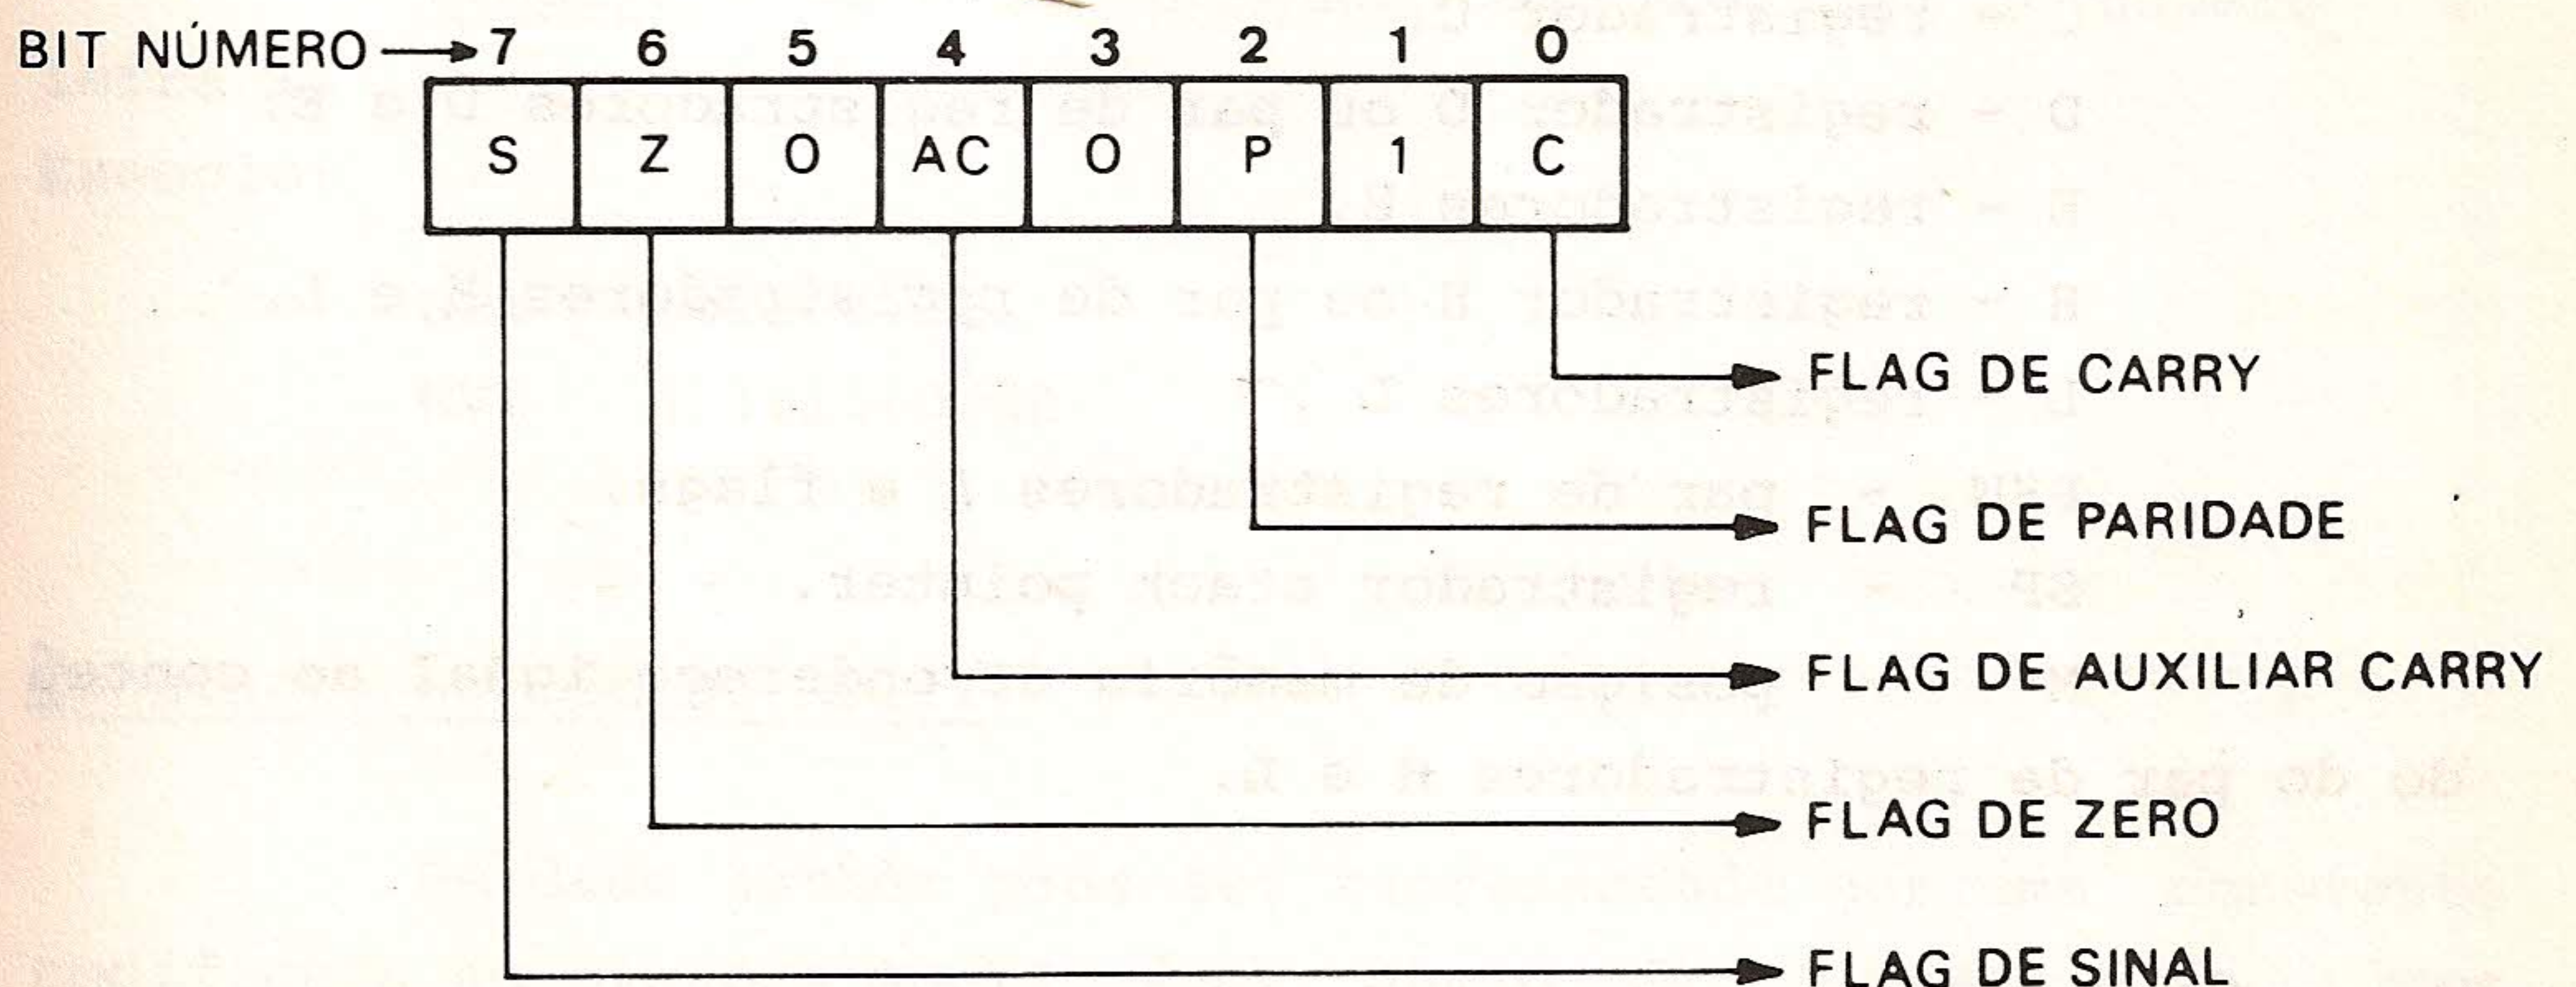 BIT NÚMERO 7 6 5 4 3 2 1 0
S Z 0 AC 0 P 1 C
FLAG DE CARRY
FLAG DE PARIDADE
FLAG DE AUXILIAR CARRY
FLAG DE ZERO
FLAG DE SINAL